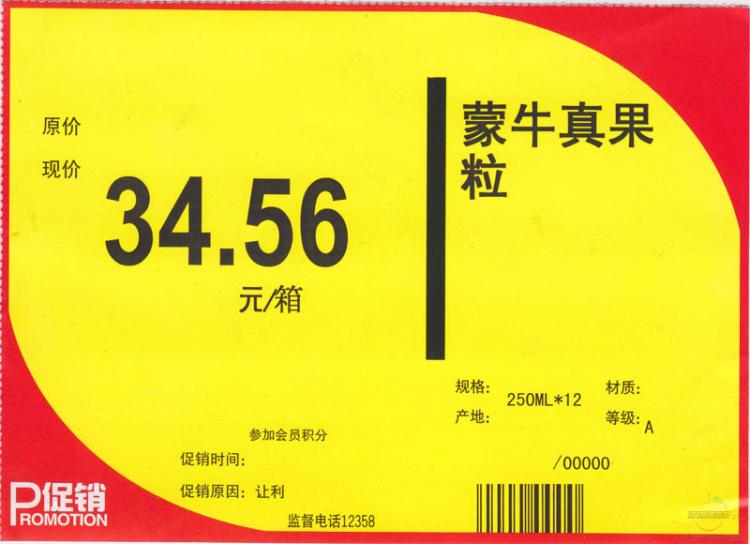 原价
现价
34.56
元/箱
蒙牛真果
粒
规格: 250ML*12 材质:
产地: 等级: A
/00000
参加会员积分
促销时间:
促销原因: 让利
监督电话12358
P促销
PROMOTION